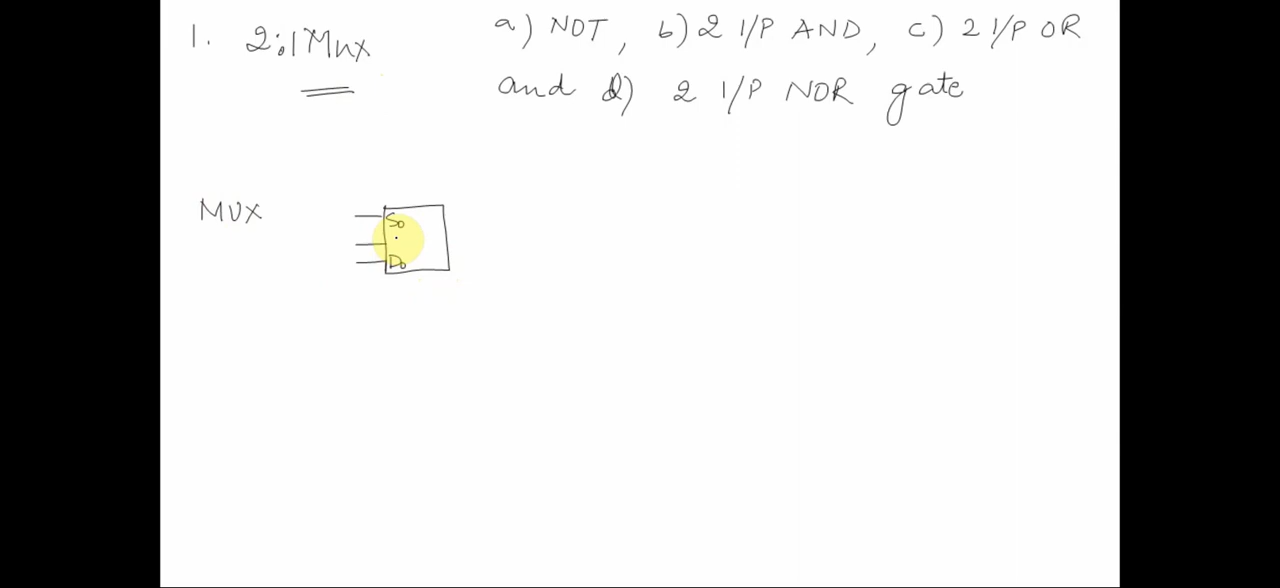 1. 2:1 Mux a) NOT, b) 2 I/P AND, c) 2 I/P OR
and d) 2 I/P NOR gate
MUX
S0
D0